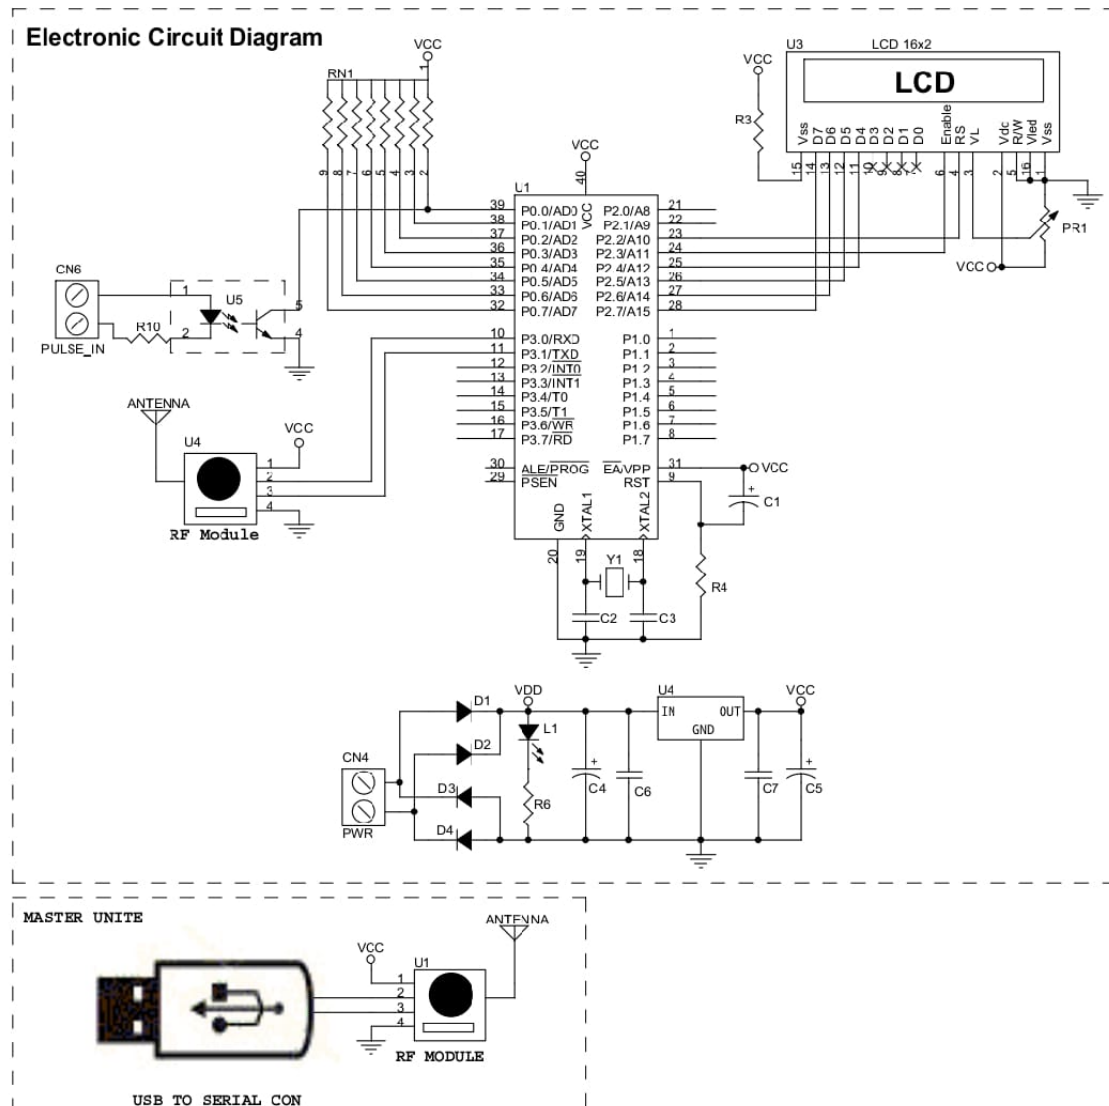 Electronic Circuit Diagram
VCC
RN1
1
9 8 7 6 5 4 3 2
VCC
40
U3 LCD 16x2
VCC
LCD
R3
Vss D7 D6 D5 D4 D3 D2 D1 D0 Enable RS VL Vdc R/W Vled Vss
15 14 13 12 11 10 9 8 7 6 4 3 2 5 16 1
PR1
VCC
U1
VCC
39 P0.0/AD0 P2.0/A8 21
38 P0.1/AD1 P2.1/A9 22
37 P0.2/AD2 P2.2/A10 23
36 P0.3/AD3 P2.3/A11 24
35 P0.4/AD4 P2.4/A12 25
34 P0.5/AD5 P2.5/A13 26
33 P0.6/AD6 P2.6/A14 27
32 P0.7/AD7 P2.7/A15 28
10 P3.0/RXD P1.0 1
11 P3.1/TXD P1.1 2
12 P3.2/INT0 P1.2 3
13 P3.3/INT1 P1.3 4
14 P3.4/T0 P1.4 5
15 P3.5/T1 P1.5 6
16 P3.6/WR P1.6 7
17 P3.7/RD P1.7 8
30 ALE/PROG EA/VPP 31
29 PSEN RST 9
GND XTAL1 XTAL2
20 19 18
CN6
PULSE_IN
R10
1
2
U5
5
4
ANTENNA
U4
VCC
1
2
3
4
RF Module
VCC
+
C1
Y1
R4
C2
C3
D1
D2
D3
D4
CN4
PWR
VDD
L1
R6
+
C4
C6
U4
IN OUT
GND
VCC
C7
+
C5
MASTER UNITE
ANTENNA
VCC
U1
1
2
3
4
RF MODULE
USB TO SERIAL CON